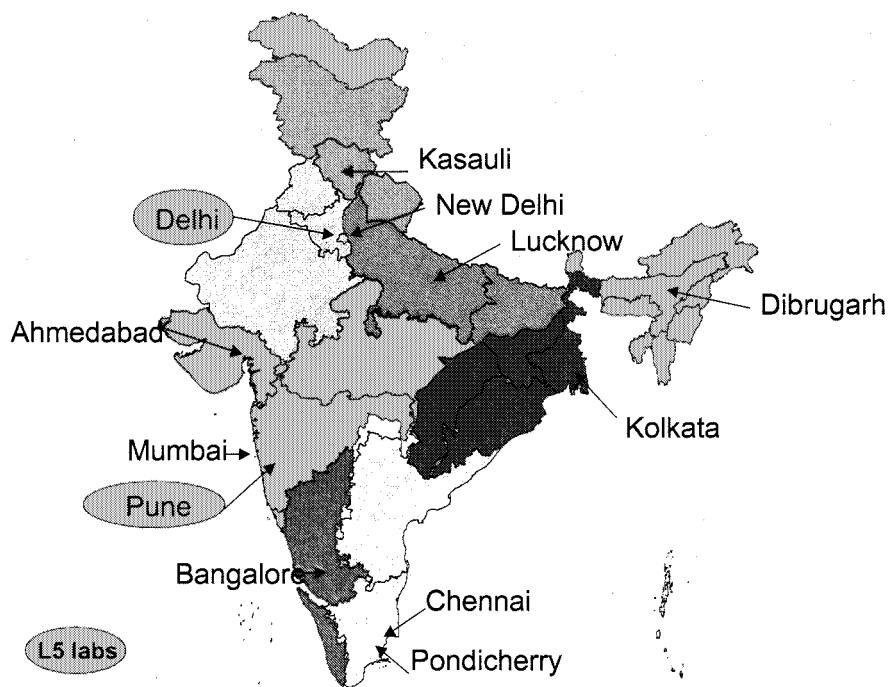 Kasauli
Delhi
New Delhi
Lucknow
Dibrugarh
Ahmedabad
Kolkata
Mumbai
Pune
Bangalore
Chennai
L5 labs
Pondicherry